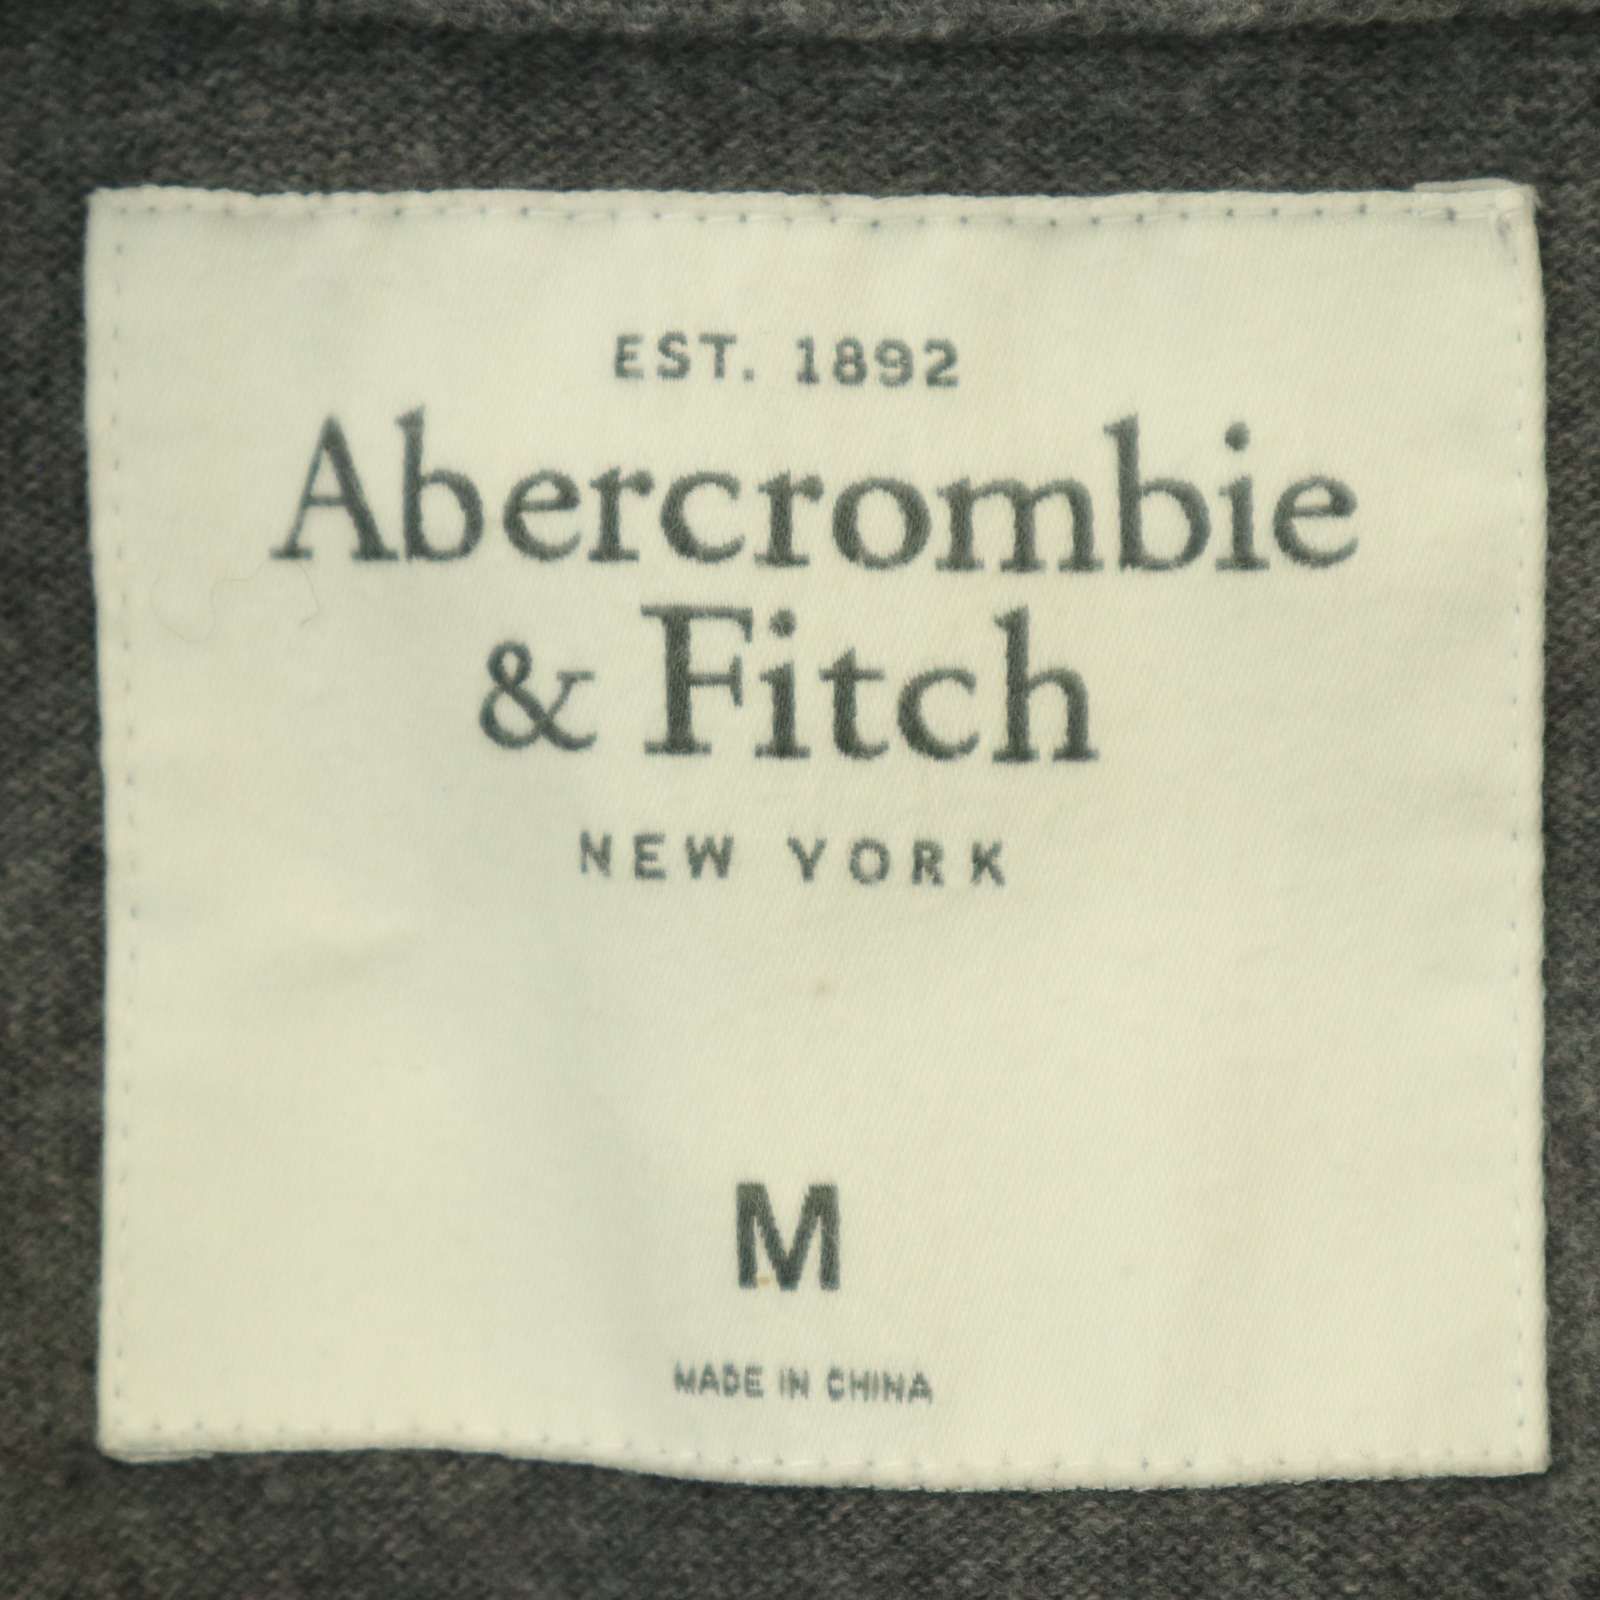 EST. 1892
Abercrombie
& Fitch
NEW YORK
M
MADE IN CHINA